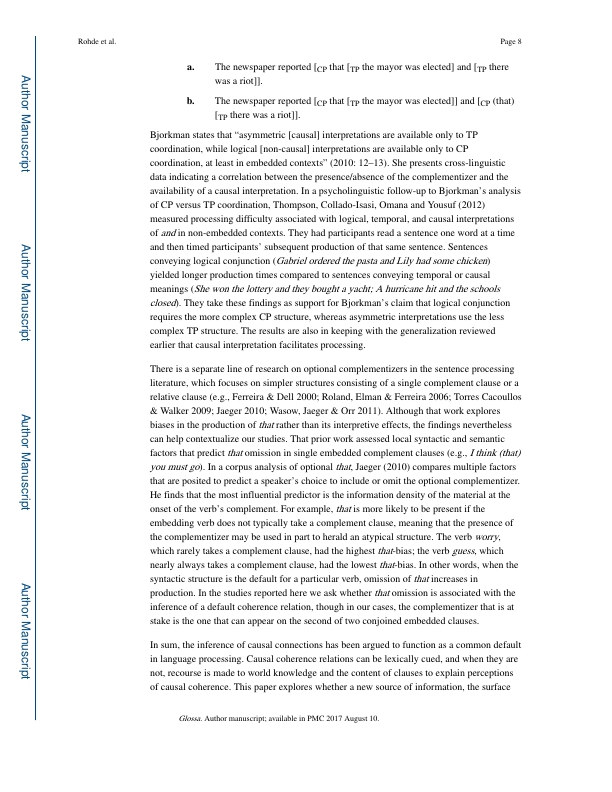 Rohde et al.
Page 8
a. The newspaper reported [CP that [TP the mayor was elected] and [TP there
was a riot]].
b. The newspaper reported [CP that [TP the mayor was elected]] and [CP (that)
[TP there was a riot]].
Bjorkman states that “asymmetric [causal] interpretations are available only to TP
coordination, while logical [non-causal] interpretations are available only to CP
coordination, at least in embedded contexts” (2010: 12–13). She presents cross-linguistic
data indicating a correlation between the presence/absence of the complementizer and the
availability of a causal interpretation. In a psycholinguistic follow-up to Bjorkman's analysis
of CP versus TP coordination, Thompson, Collado-Isasi, Omana and Yousuf (2012)
measured processing difficulty associated with logical, temporal, and causal interpretations
of and in non-embedded contexts. They had participants read a sentence one word at a time
and then timed participants’ subsequent production of that same sentence. Sentences
conveying logical conjunction (Gabriel ordered the pasta and Lily had some chicken)
yielded longer production times compared to sentences conveying temporal or causal
meanings (She won the lottery and they bought a yacht; A hurricane hit and the schools
closed). They take these findings as support for Bjorkman's claim that logical conjunction
requires the more complex CP structure, whereas asymmetric interpretations use the less
complex TP structure. The results are also in keeping with the generalization reviewed
earlier that causal interpretation facilitates processing.
There is a separate line of research on optional complementizers in the sentence processing
literature, which focuses on simpler structures consisting of a single complement clause or a
relative clause (e.g., Ferreira & Dell 2000; Roland, Elman & Ferreira 2006; Torres Cacoullos
& Walker 2009; Jaeger 2010; Wasow, Jaeger & Orr 2011). Although that work explores
biases in the production of that rather than its interpretive effects, the findings nevertheless
can help contextualize our studies. That prior work assessed local syntactic and semantic
factors that predict that omission in single embedded complement clauses (e.g., I think (that)
you must go). In a corpus analysis of optional that, Jaeger (2010) compares multiple factors
that are posited to predict a speaker's choice to include or omit the optional complementizer.
He finds that the most influential predictor is the information density of the material at the
onset of the verb's complement. For example, that is more likely to be present if the
embedding verb does not typically take a complement clause, meaning that the presence of
the complementizer may be used in part to herald an atypical structure. The verb worry,
which rarely takes a complement clause, had the highest that-bias; the verb guess, which
nearly always takes a complement clause, had the lowest that-bias. In other words, when the
syntactic structure is the default for a particular verb, omission of that increases in
production. In the studies reported here we ask whether that omission is associated with the
inference of a default coherence relation, though in our cases, the complementizer that is at
stake is the one that can appear on the second of two conjoined embedded clauses.
In sum, the inference of causal connections has been argued to function as a common default
in language processing. Causal coherence relations can be lexically cued, and when they are
not, recourse is made to world knowledge and the content of clauses to explain perceptions
of causal coherence. This paper explores whether a new source of information, the surface
Glossa. Author manuscript; available in PMC 2017 August 10.
Author Manuscript
Author Manuscript
Author Manuscript
Author Manuscript